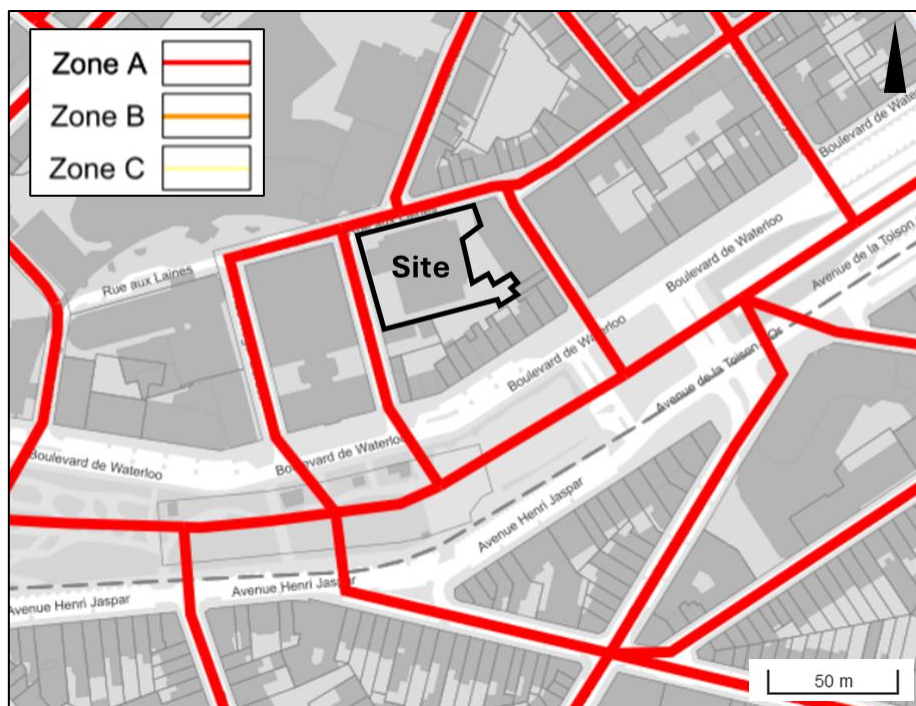 Zone A
Zone B
Zone C
Boulevard de Waterloo
Boulevard de Waterloo
Avenue de la Toison
Site
Rue aux Laines
Boulevard de Waterloo
Avenue de la Toison
Boulevard de Waterloo
Boulevard de Waterloo
Avenue Henri Jaspar
Avenue Henri Jaspar
Avenue Henri Jaspar
50 m